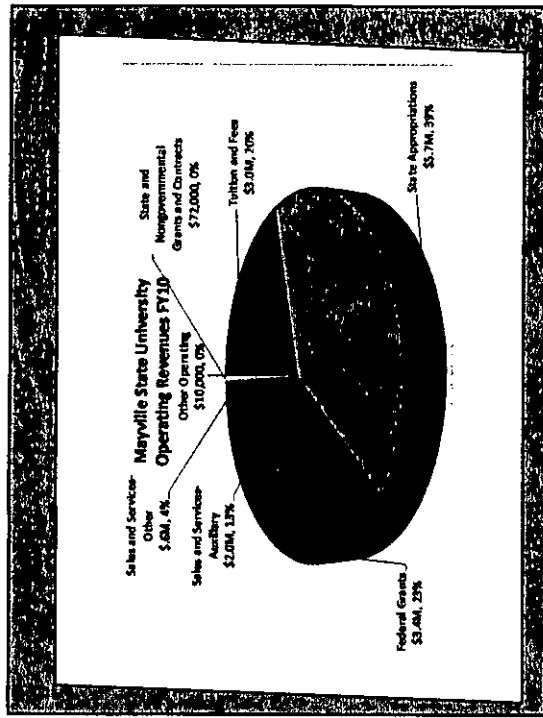 Mayville State University
Operating Revenues FY10
State and
Nongovernmental
Grants and Contracts
$72,000, 0%
Tuition and Fees
$3.0M, 20%
State Appropriations
$5.7M, 39%
Federal Grants
$3.4M, 23%
Sales and Services-
Auxiliary
$2.0M, 13%
Sales and Services-
Other
$.6M, 4%
Other Operating
$10,000, 0%